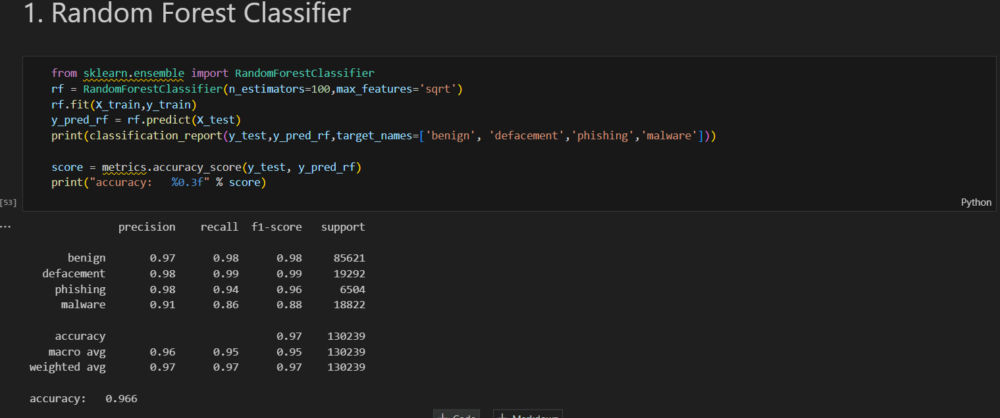 1. Random Forest Classifier
from sklearn.ensemble import RandomForestClassifier
rf = RandomForestClassifier(n_estimators=100,max_features='sqrt')
rf.fit(X_train,y_train)
y_pred_rf = rf.predict(X_test)
print(classification_report(y_test,y_pred_rf,target_names=['benign', 'defacement','phishing','malware']))
score = metrics.accuracy_score(y_test, y_pred_rf)
print("accuracy:   %0.3f" % score)
[53]
Python
...
precision recall f1-score support
benign 0.97 0.98 0.98 85621
defacement 0.98 0.99 0.99 19292
phishing 0.98 0.94 0.96 6504
malware 0.91 0.86 0.88 18822
accuracy 0.97 130239
macro avg 0.96 0.95 0.95 130239
weighted avg 0.97 0.97 0.97 130239
accuracy:   0.966
+ Code + Markdown